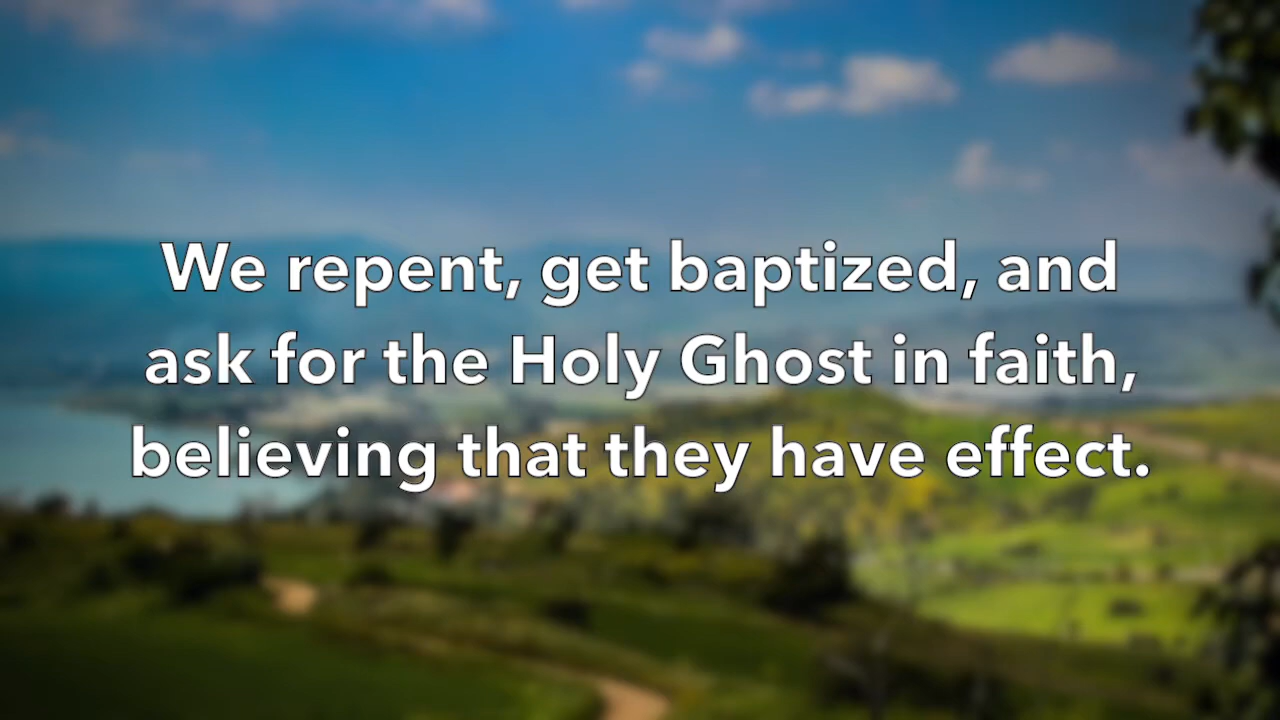 We repent, get baptized, and
ask for the Holy Ghost in faith,
believing that they have effect.